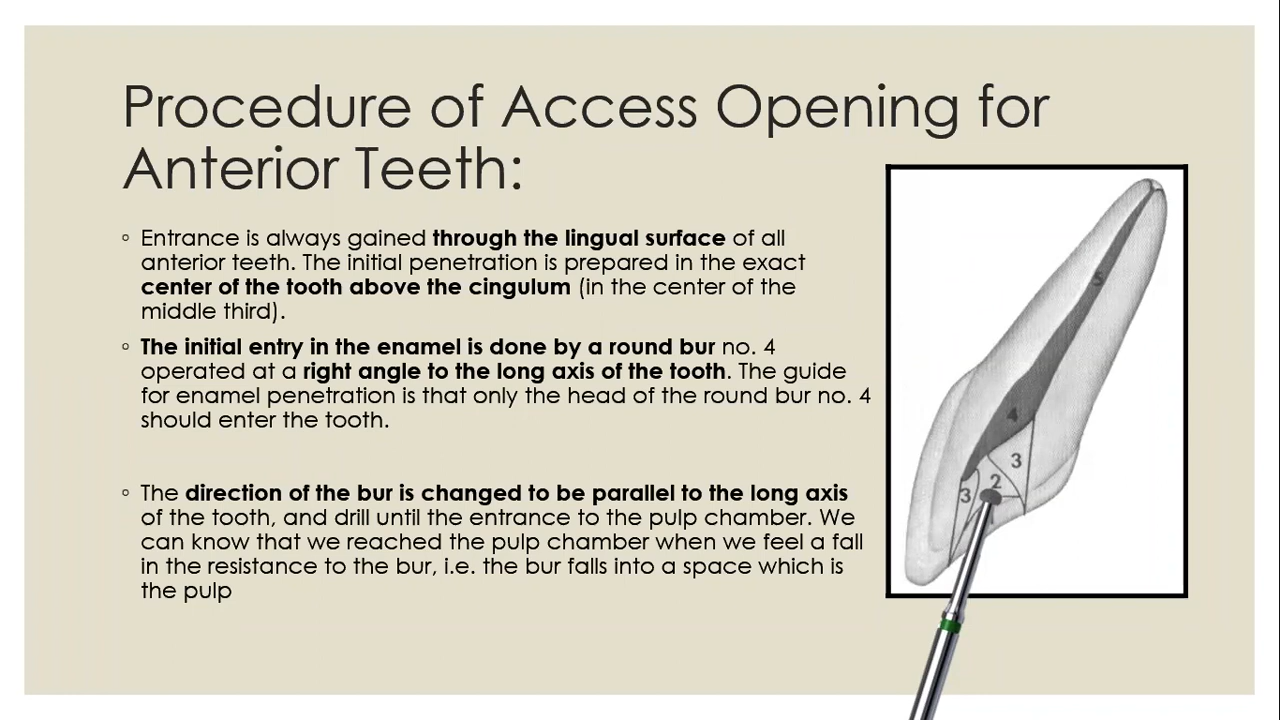 Procedure of Access Opening for
Anterior Teeth:
◦ Entrance is always gained through the lingual surface of all
anterior teeth. The initial penetration is prepared in the exact
center of the tooth above the cingulum (in the center of the
middle third).
◦ The initial entry in the enamel is done by a round bur no. 4
operated at a right angle to the long axis of the tooth. The guide
for enamel penetration is that only the head of the round bur no. 4
should enter the tooth.
◦ The direction of the bur is changed to be parallel to the long axis
of the tooth, and drill until the entrance to the pulp chamber. We
can know that we reached the pulp chamber when we feel a fall
in the resistance to the bur, i.e. the bur falls into a space which is
the pulp
5
4
3
3
2